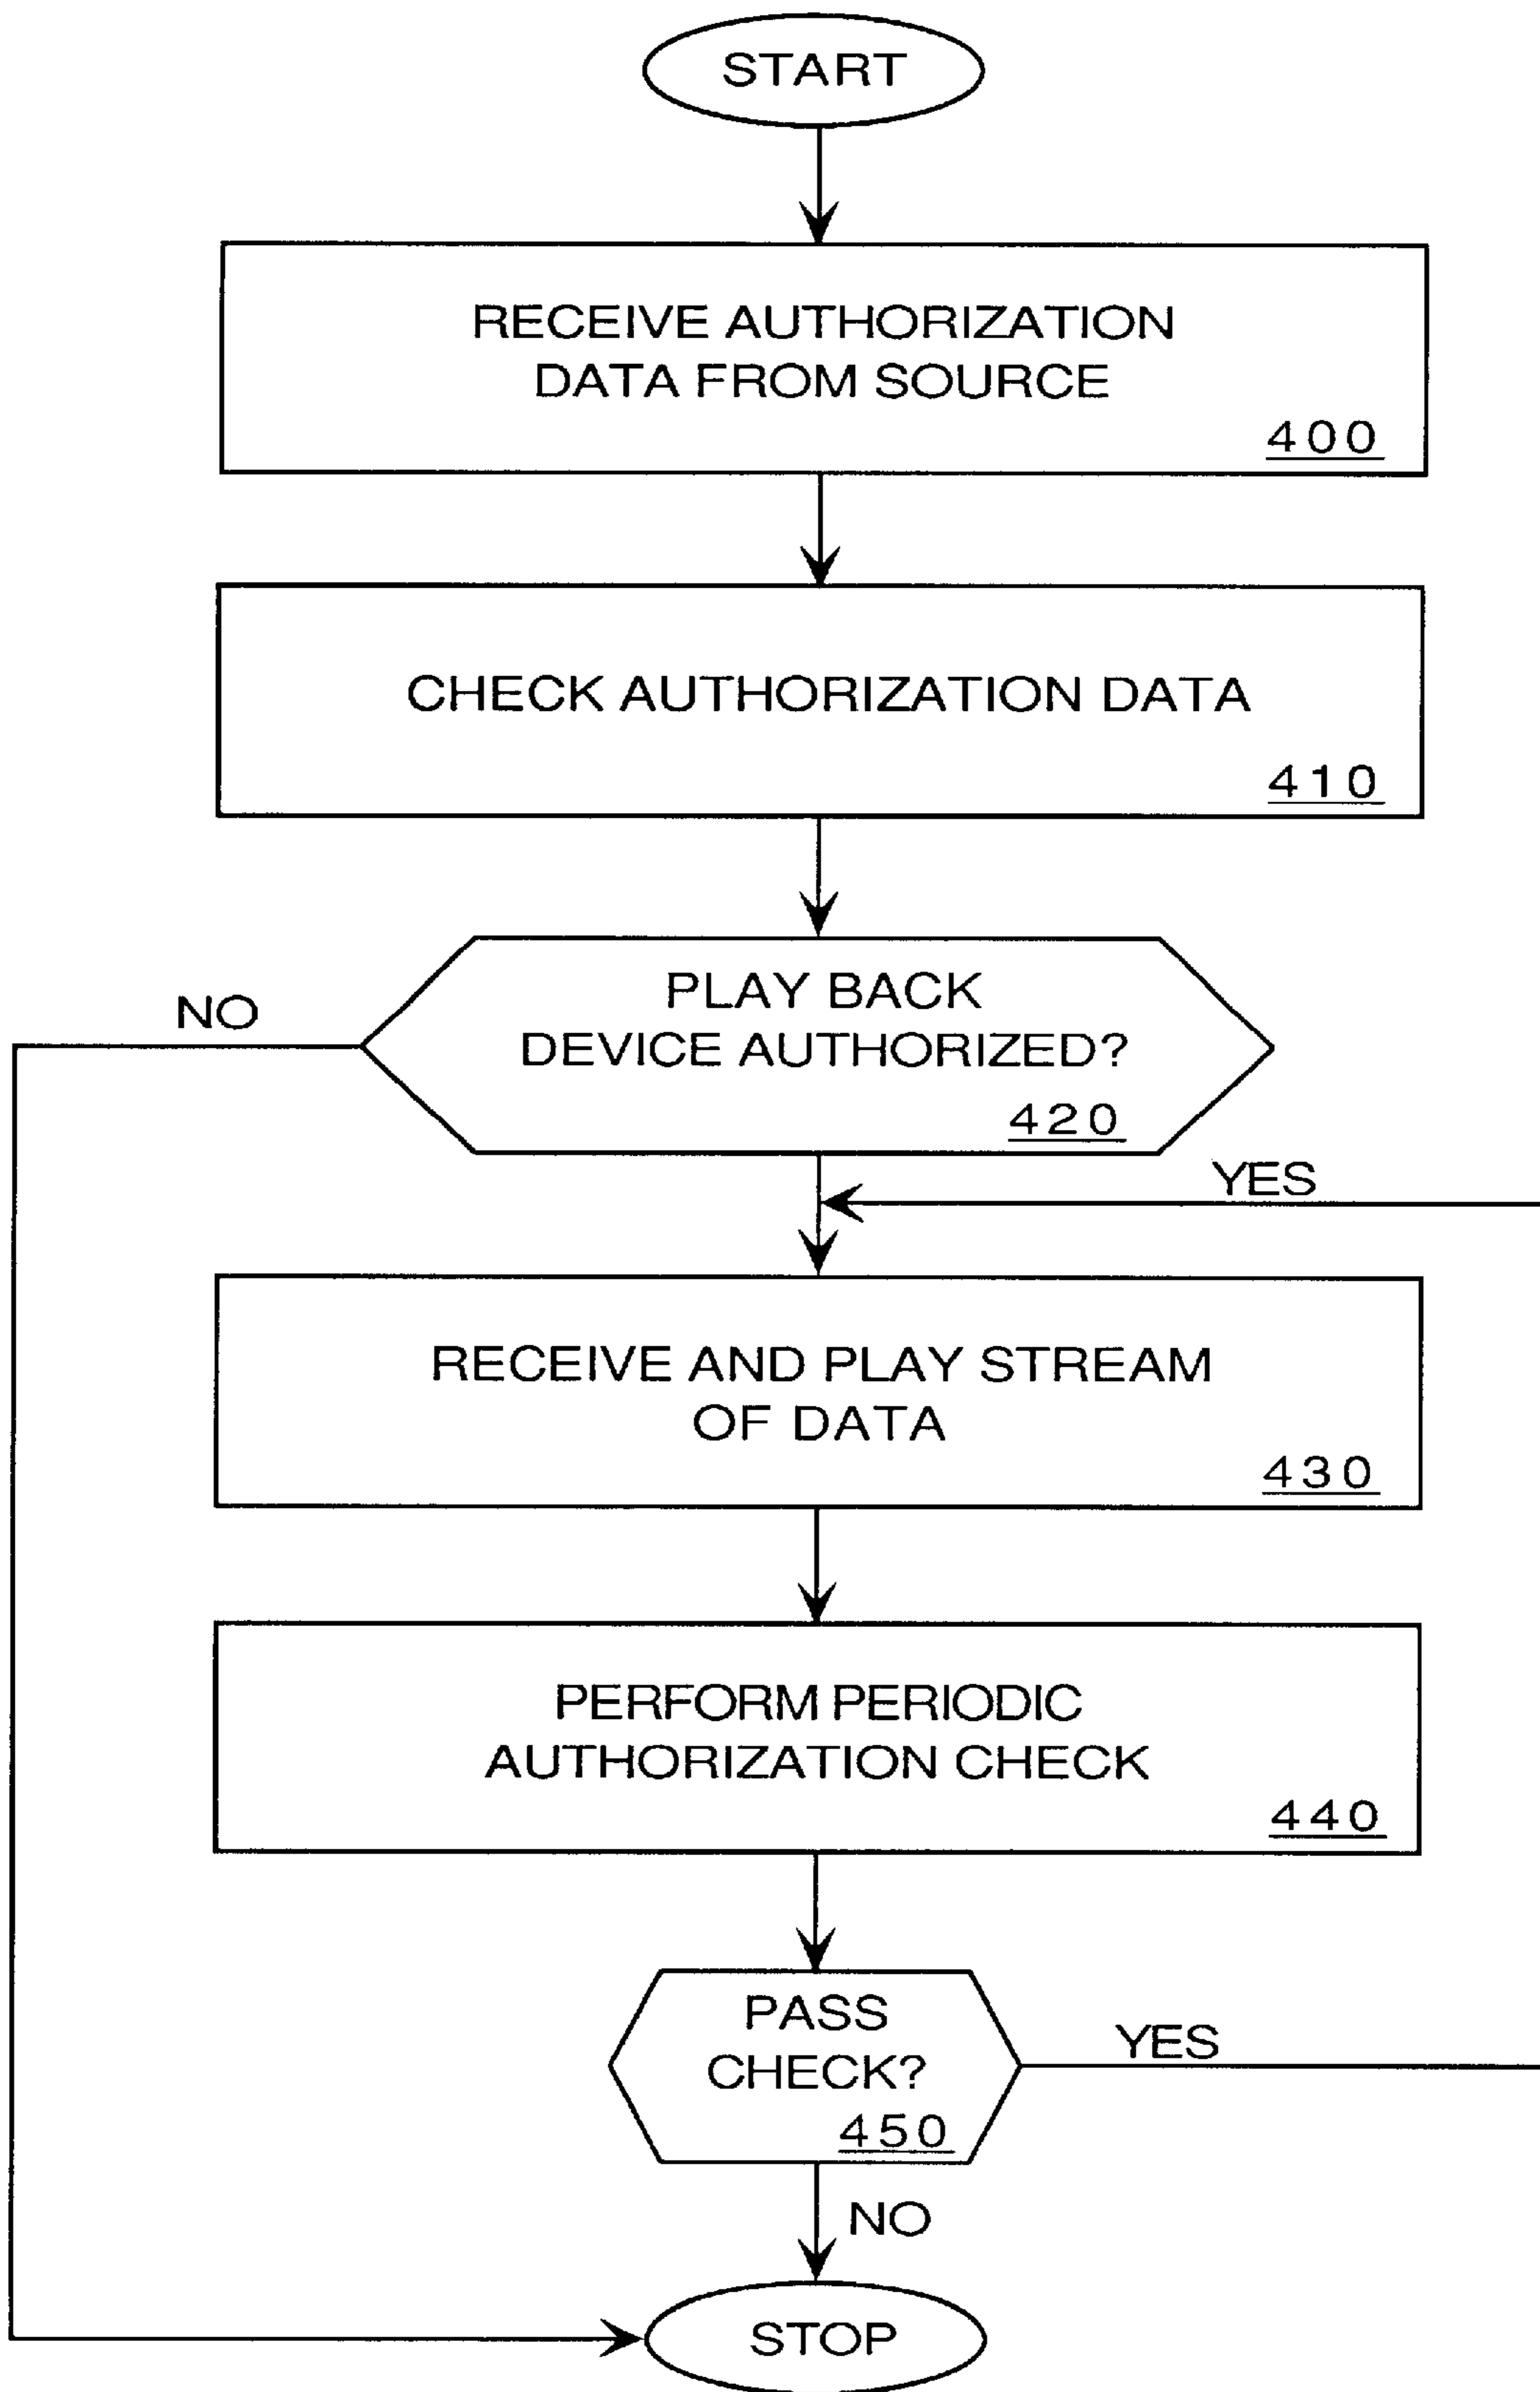 START
RECEIVE AUTHORIZATION
DATA FROM SOURCE
400
CHECK AUTHORIZATION DATA
410
NO
PLAY BACK
DEVICE AUTHORIZED?
420
YES
RECEIVE AND PLAY STREAM
OF DATA
430
PERFORM PERIODIC
AUTHORIZATION CHECK
440
PASS
CHECK?
450
YES
NO
STOP